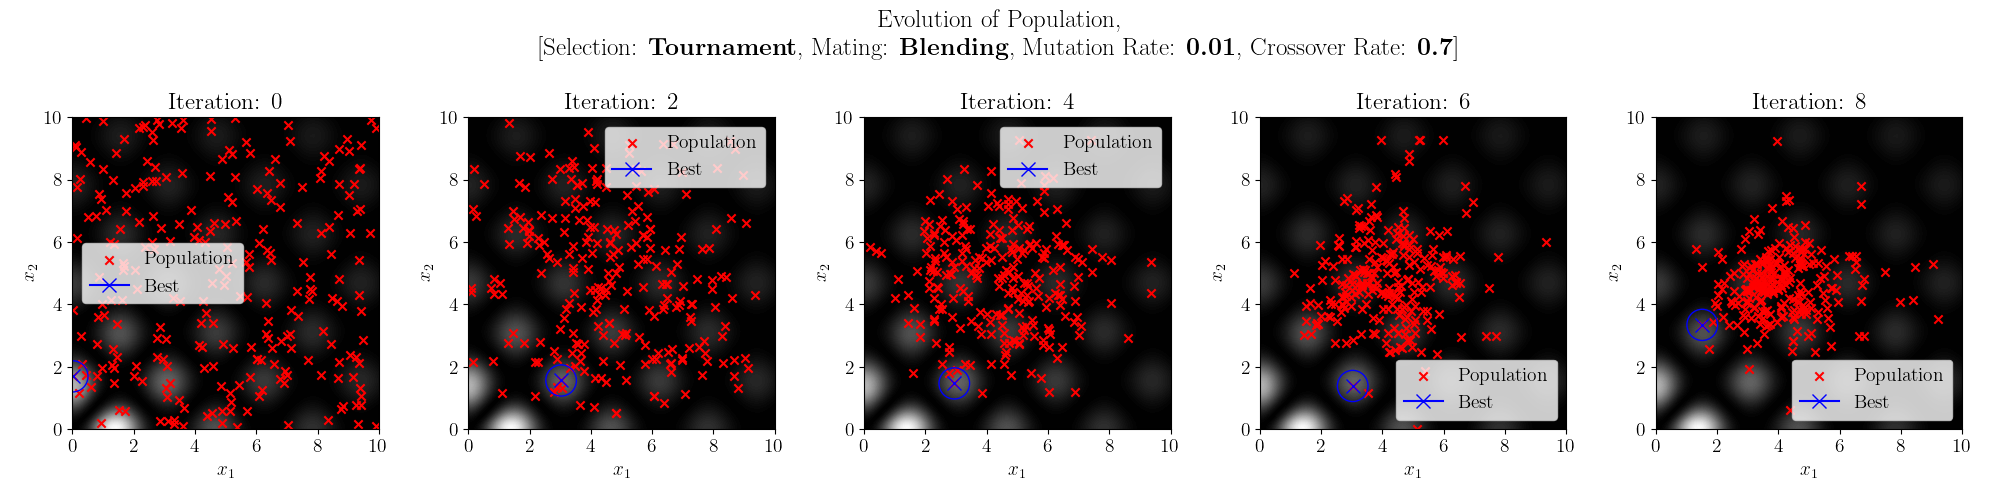 Evolution of Population,
[Selection: Tournament, Mating: Blending, Mutation Rate: 0.01, Crossover Rate: 0.7]
Iteration: 0
10
8
6
4
2
0
x2
Population
Best
0 2 4 6 8 10
x1
Iteration: 2
10
8
6
4
2
0
x2
Population
Best
0 2 4 6 8 10
x1
Iteration: 4
10
8
6
4
2
0
x2
Population
Best
0 2 4 6 8 10
x1
Iteration: 6
10
8
6
4
2
0
x2
Population
Best
0 2 4 6 8 10
x1
Iteration: 8
10
8
6
4
2
0
x2
Population
Best
0 2 4 6 8 10
x1